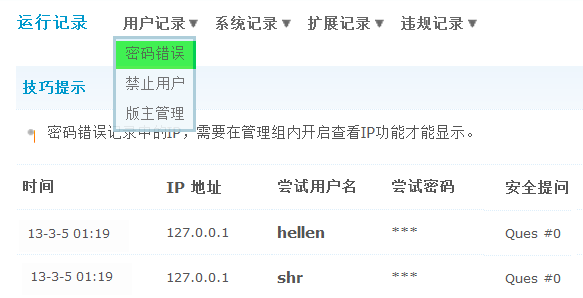 运行记录 用户记录▼ 系统记录▼ 扩展记录▼ 违规记录▼
密码错误
技巧提示 禁止用户
版主管理
密码错误记录中的IP，需要在管理组内开启查看IP功能才能显示。
时间 IP 地址 尝试用户名 尝试密码 安全提问
13-3-5 01:19 127.0.0.1 hellen *** Ques #0
13-3-5 01:19 127.0.0.1 shr *** Ques #0